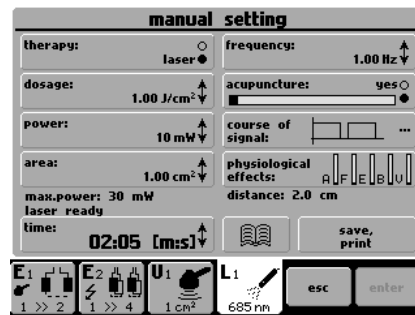 manual setting
therapy:
laser
frequency:
1.00 Hz
dosage:
1.00 J/cm²
acupuncture: yes
power:
10 mW
course of
signal: ...
area:
1.00 cm²
physiological
effects: A F E B U
max.power: 30 mW
laser ready
distance: 2.0 cm
time:
02:05 [m:s]
save,
print
E1
1 >> 2
E2
1 >> 4
U1
1 cm²
L1
685 nm
esc
enter